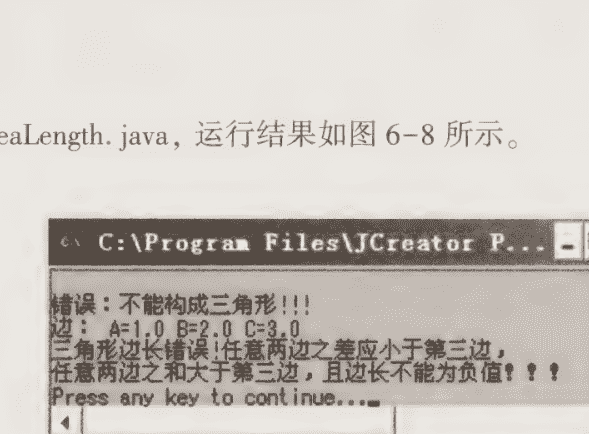 eaLength. java，运行结果如图 6-8 所示。
C:\Program Files\JCreator P...
错误：不能构成三角形!!!
边： A=1.0 B=2.0 C=3.0
三角形边长错误!任意两边之差应小于第三边，
任意两边之和大于第三边，且边长不能为负值！！！
Press any key to continue..._